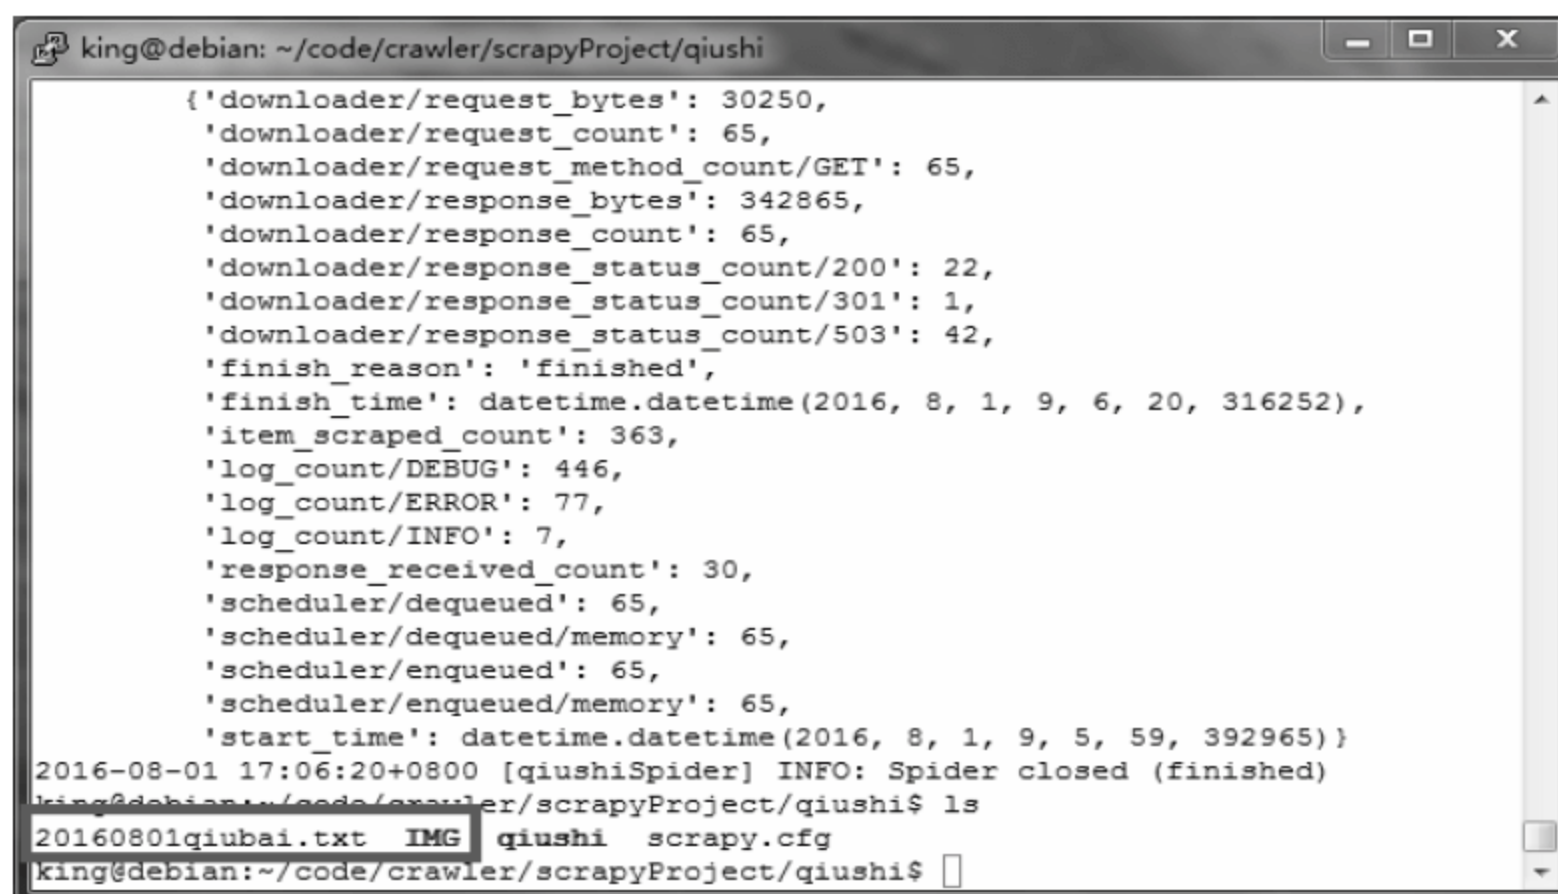 king@debian: ~/code/crawler/scrapyProject/qiushi
{'downloader/request_bytes': 30250,
'downloader/request_count': 65,
'downloader/request_method_count/GET': 65,
'downloader/response_bytes': 342865,
'downloader/response_count': 65,
'downloader/response_status_count/200': 22,
'downloader/response_status_count/301': 1,
'downloader/response_status_count/503': 42,
'finish_reason': 'finished',
'finish_time': datetime.datetime(2016, 8, 1, 9, 6, 20, 316252),
'item_scraped_count': 363,
'log_count/DEBUG': 446,
'log_count/ERROR': 77,
'log_count/INFO': 7,
'response_received_count': 30,
'scheduler/dequeued': 65,
'scheduler/dequeued/memory': 65,
'scheduler/enqueued': 65,
'scheduler/enqueued/memory': 65,
'start_time': datetime.datetime(2016, 8, 1, 9, 5, 59, 392965)}
2016-08-01 17:06:20+0800 [qiushiSpider] INFO: Spider closed (finished)
king@debian:~/code/crawler/scrapyProject/qiushi$ ls
20160801qiubai.txt IMG qiushi scrapy.cfg
king@debian:~/code/crawler/scrapyProject/qiushi$